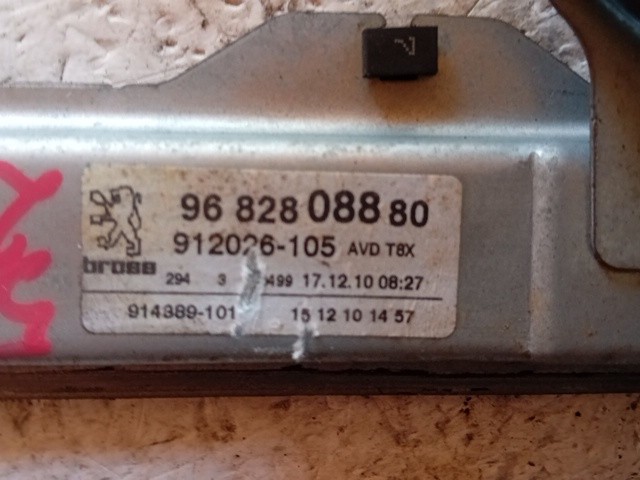 96 828 088 80
912026-105 AVD T8X
brose
294 3 499 17.12.10 08:27
914389-101 15 12 10 14 57